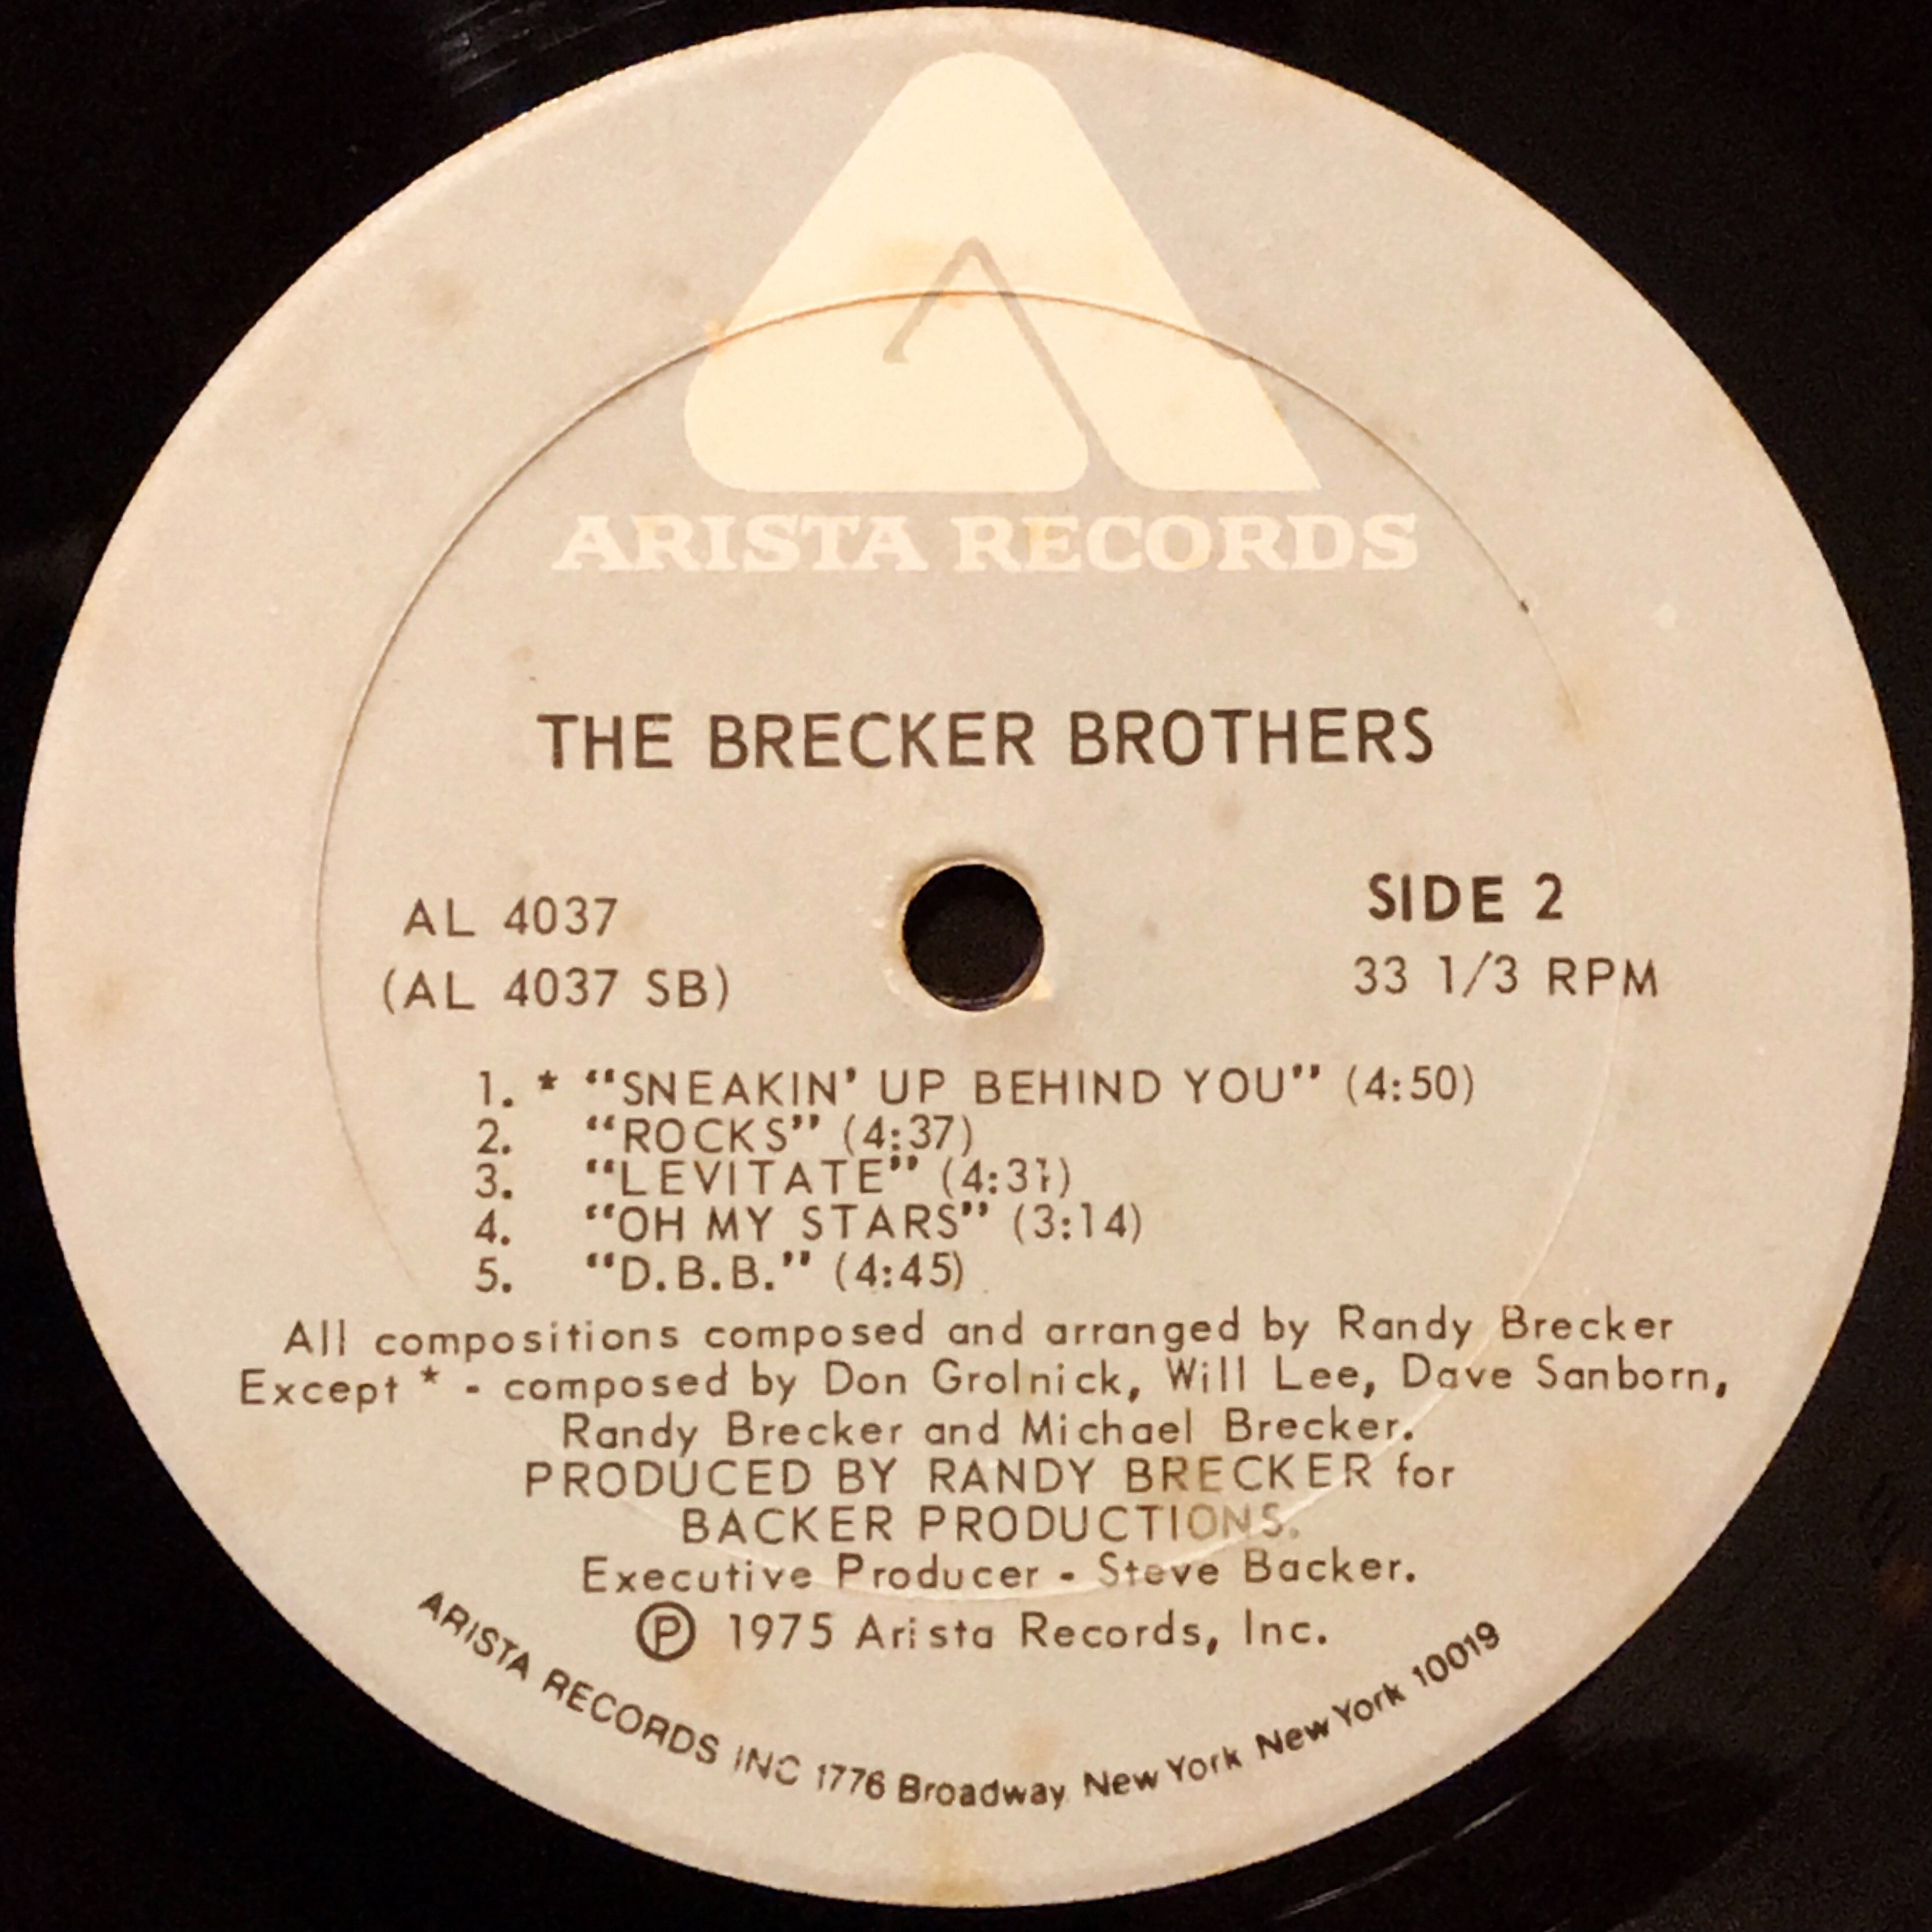 ARISTA RECORDS
THE BRECKER BROTHERS
AL 4037
(AL 4037 SB)
SIDE 2
33 1/3 RPM
1. * “SNEAKIN’ UP BEHIND YOU” (4:50)
2. “ROCKS” (4:37)
3. “LEVITATE” (4:31)
4. “OH MY STARS” (3:14)
5. “D.B.B.” (4:45)
All compositions composed and arranged by Randy Brecker
Except * - composed by Don Grolnick, Will Lee, Dave Sanborn,
Randy Brecker and Michael Brecker.
PRODUCED BY RANDY BRECKER for
BACKER PRODUCTIONS.
Executive Producer - Steve Backer.
Ⓟ 1975 Arista Records, Inc.
ARISTA RECORDS INC 1776 Broadway New York New York 10019